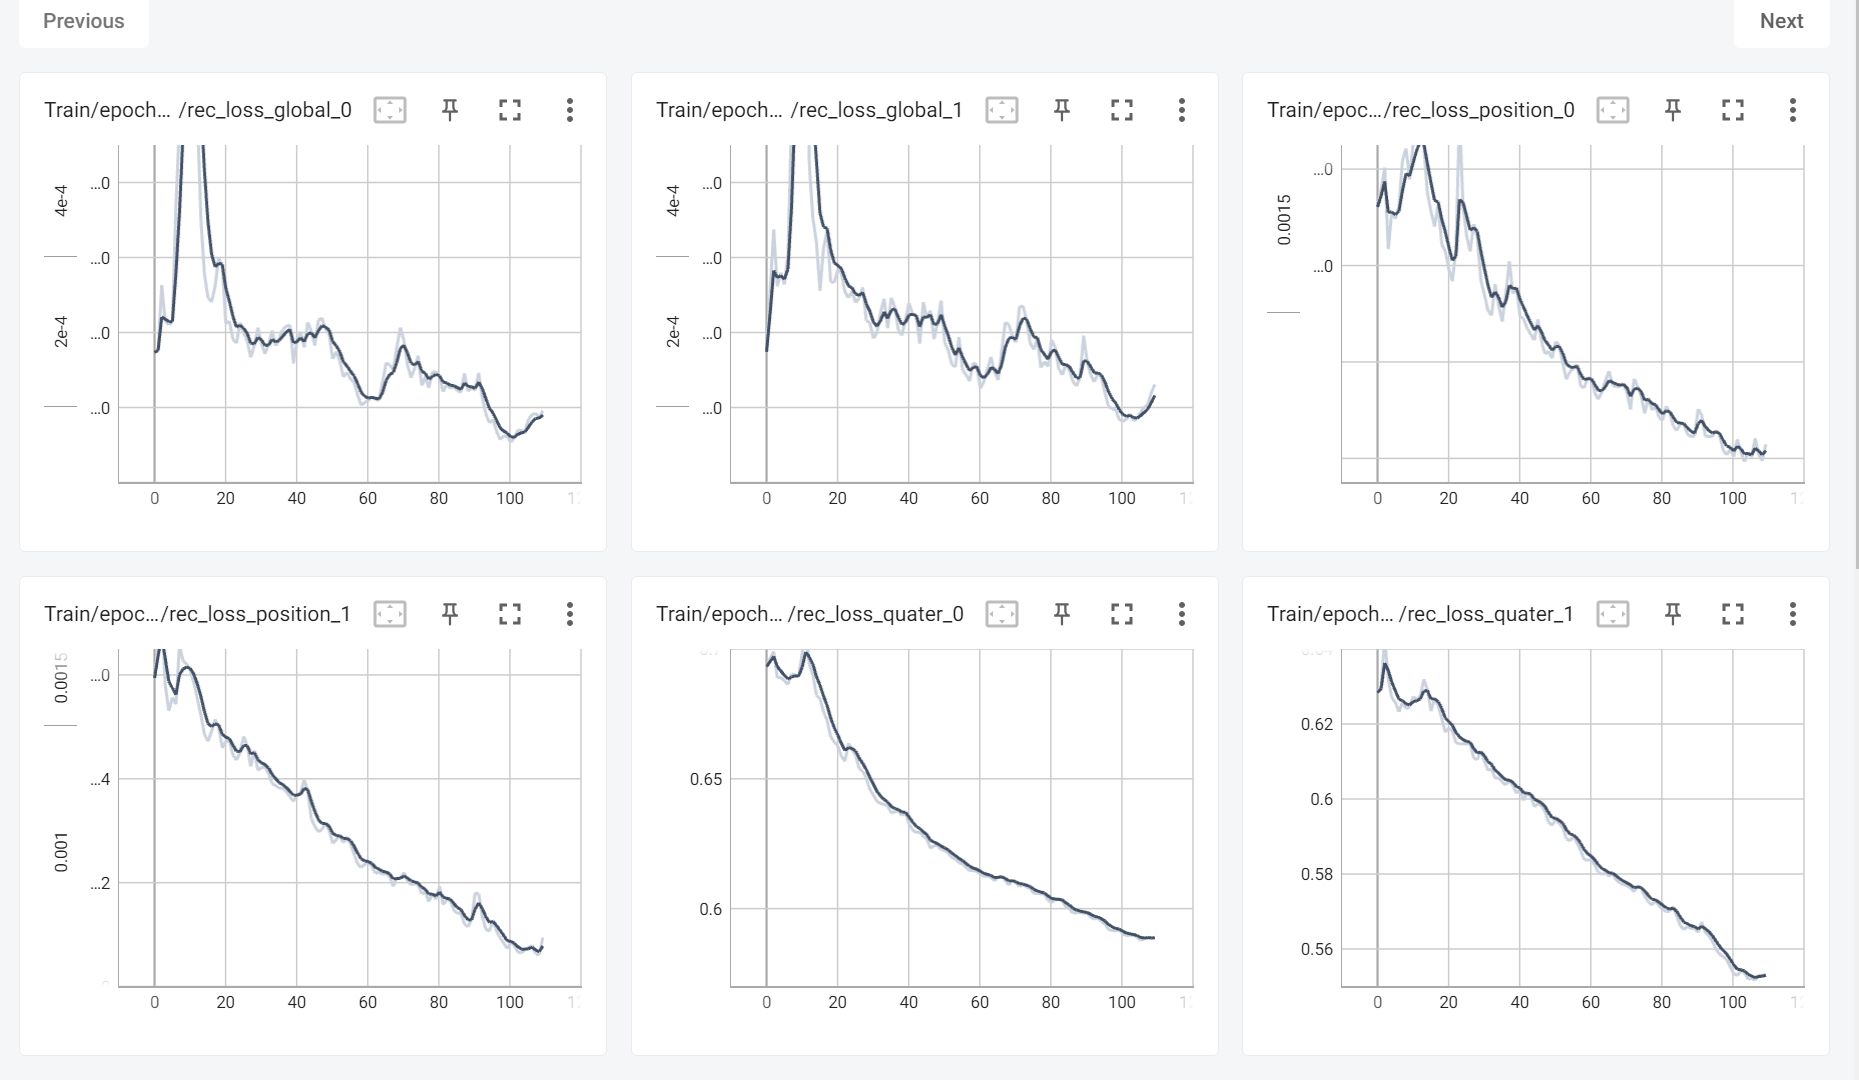 Previous
Next
Train/epoch... /rec_loss_global_0
4e-4
2e-4
...0
...0
...0
...0
0 20 40 60 80 100
Train/epoch... /rec_loss_global_1
4e-4
2e-4
...0
...0
...0
...0
0 20 40 60 80 100
Train/epoc.../rec_loss_position_0
0.0015
...0
...0
0 20 40 60 80 100
Train/epoc.../rec_loss_position_1
0.0015
0.001
...0
...4
...2
0 20 40 60 80 100
Train/epoch... /rec_loss_quater_0
0.65
0.6
0 20 40 60 80 100
Train/epoch... /rec_loss_quater_1
0.62
0.6
0.58
0.56
0 20 40 60 80 100